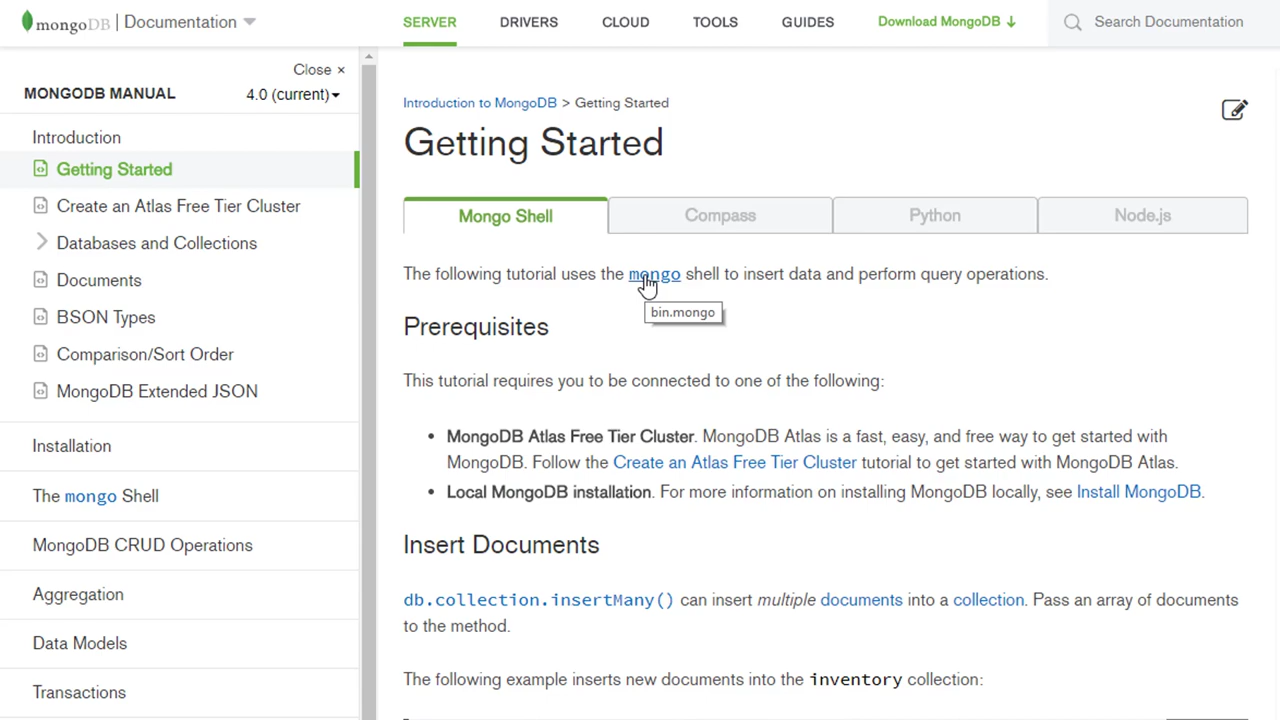 mongoDB | Documentation
SERVER DRIVERS CLOUD TOOLS GUIDES Download MongoDB Search Documentation
Close ×
MONGODB MANUAL 4.0 (current)
Introduction
Getting Started
Create an Atlas Free Tier Cluster
Databases and Collections
Documents
BSON Types
Comparison/Sort Order
MongoDB Extended JSON
Installation
The mongo Shell
MongoDB CRUD Operations
Aggregation
Data Models
Transactions
Introduction to MongoDB > Getting Started
Getting Started
Mongo Shell Compass Python Node.js
The following tutorial uses the mongo shell to insert data and perform query operations.
bin.mongo
Prerequisites
This tutorial requires you to be connected to one of the following:
• MongoDB Atlas Free Tier Cluster. MongoDB Atlas is a fast, easy, and free way to get started with
MongoDB. Follow the Create an Atlas Free Tier Cluster tutorial to get started with MongoDB Atlas.
• Local MongoDB installation. For more information on installing MongoDB locally, see Install MongoDB.
Insert Documents
db.collection.insertMany() can insert multiple documents into a collection. Pass an array of documents
to the method.
The following example inserts new documents into the inventory collection: